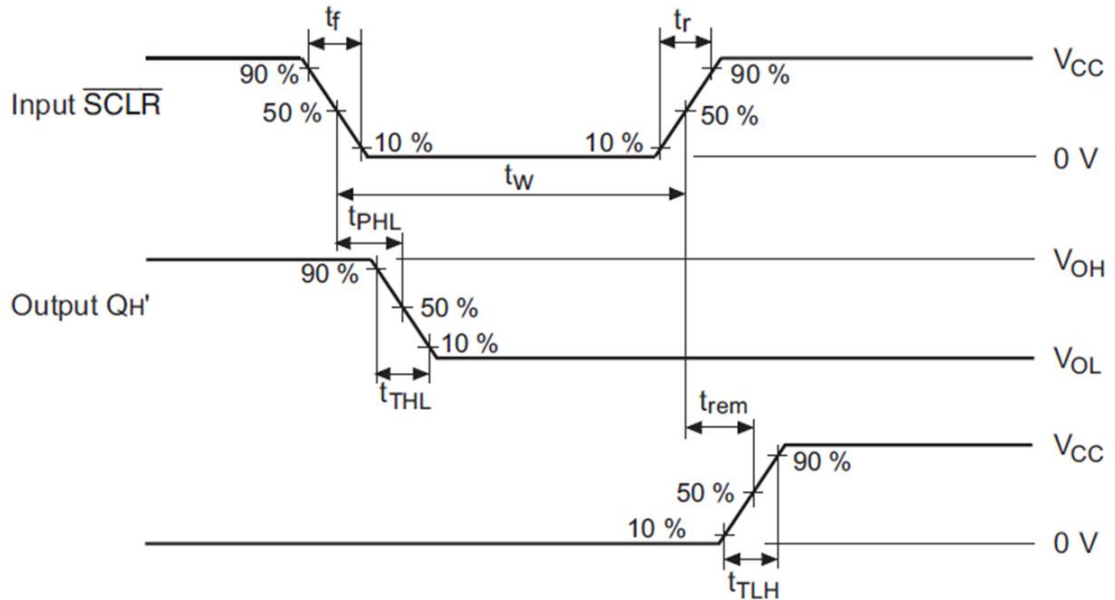 tf
tr
90 %
90 %
VCC
Input SCLR
50 %
50 %
10 %
10 %
0 V
tW
tPHL
90 %
VOH
Output QH'
50 %
10 %
VOL
tTHL
trem
VCC
90 %
50 %
10 %
0 V
tTLH